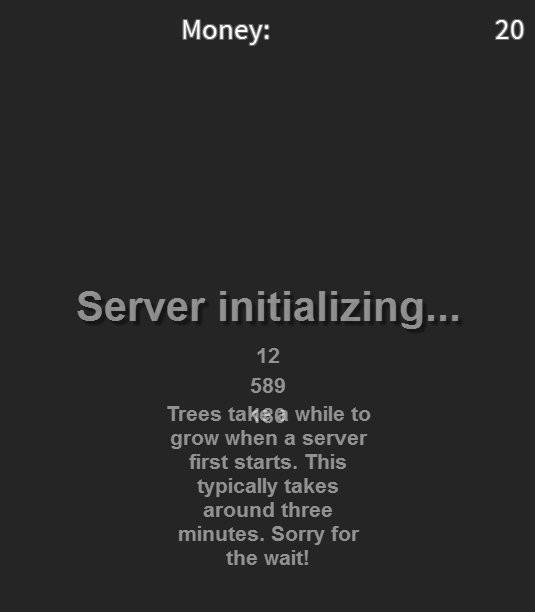 Money: 20
Server initializing...
12
589
180
Trees take a while to
grow when a server
first starts. This
typically takes
around three
minutes. Sorry for
the wait!